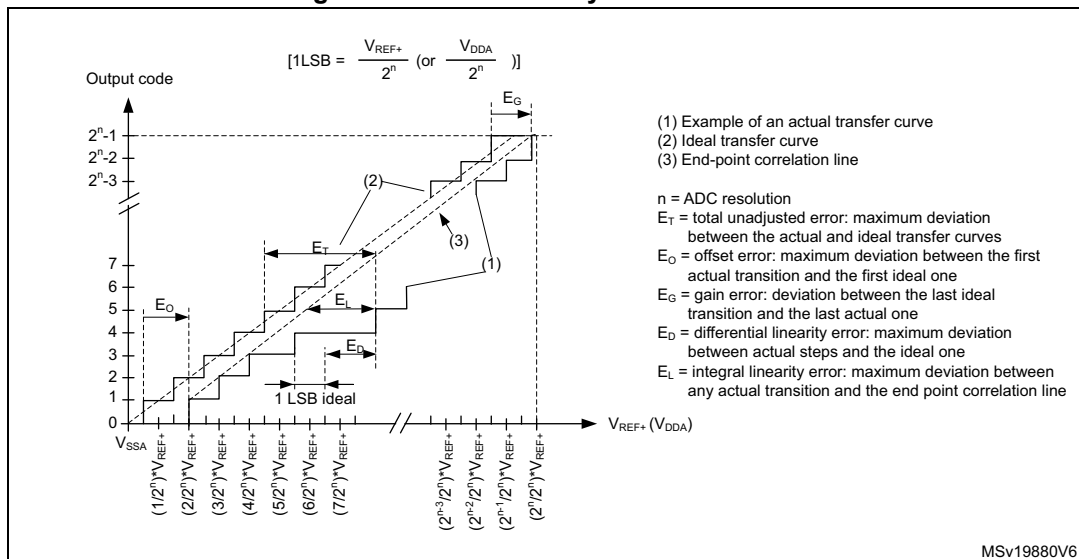 [1LSB = V_REF+ / 2^n (or V_DDA / 2^n )]
Output code
E_G
2^n-1
2^n-2
2^n-3
7
6
5
4
3
2
1
0
(1) Example of an actual transfer curve
(2) Ideal transfer curve
(3) End-point correlation line
n = ADC resolution
E_T = total unadjusted error: maximum deviation
between the actual and ideal transfer curves
E_O = offset error: maximum deviation between the first
actual transition and the first ideal one
E_G = gain error: deviation between the last ideal
transition and the last actual one
E_D = differential linearity error: maximum deviation
between actual steps and the ideal one
E_L = integral linearity error: maximum deviation between
any actual transition and the end point correlation line
(2)
(3)
(1)
E_T
E_O
E_L
E_D
1 LSB ideal
V_SSA
V_REF+ (V_DDA)
(1/2^n)*V_REF+
(2/2^n)*V_REF+
(3/2^n)*V_REF+
(4/2^n)*V_REF+
(5/2^n)*V_REF+
(6/2^n)*V_REF+
(7/2^n)*V_REF+
(2^n-3/2^n)*V_REF+
(2^n-2/2^n)*V_REF+
(2^n-1/2^n)*V_REF+
(2^n/2^n)*V_REF+
MSv19880V6